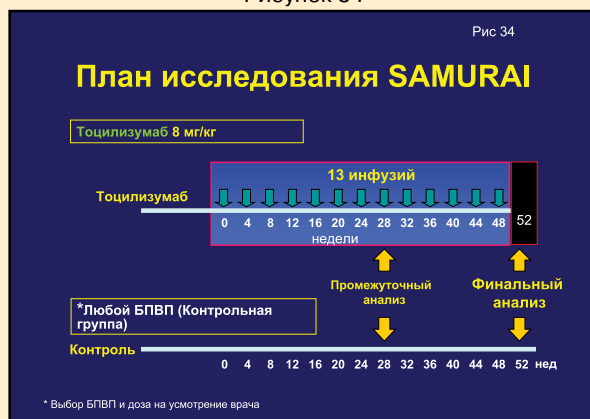 Рис 34
План исследования SAMURAI
Тоцилизумаб 8 мг/кг
13 инфузий
Тоцилизумаб
0 4 8 12 16 20 24 28 32 36 40 44 48 52
недели
Промежуточный анализ
Финальный анализ
*Любой БПВП (Контрольная
группа)
Контроль
0 4 8 12 16 20 24 28 32 36 40 44 48 52 нед
* Выбор БПВП и доза на усмотрение врача